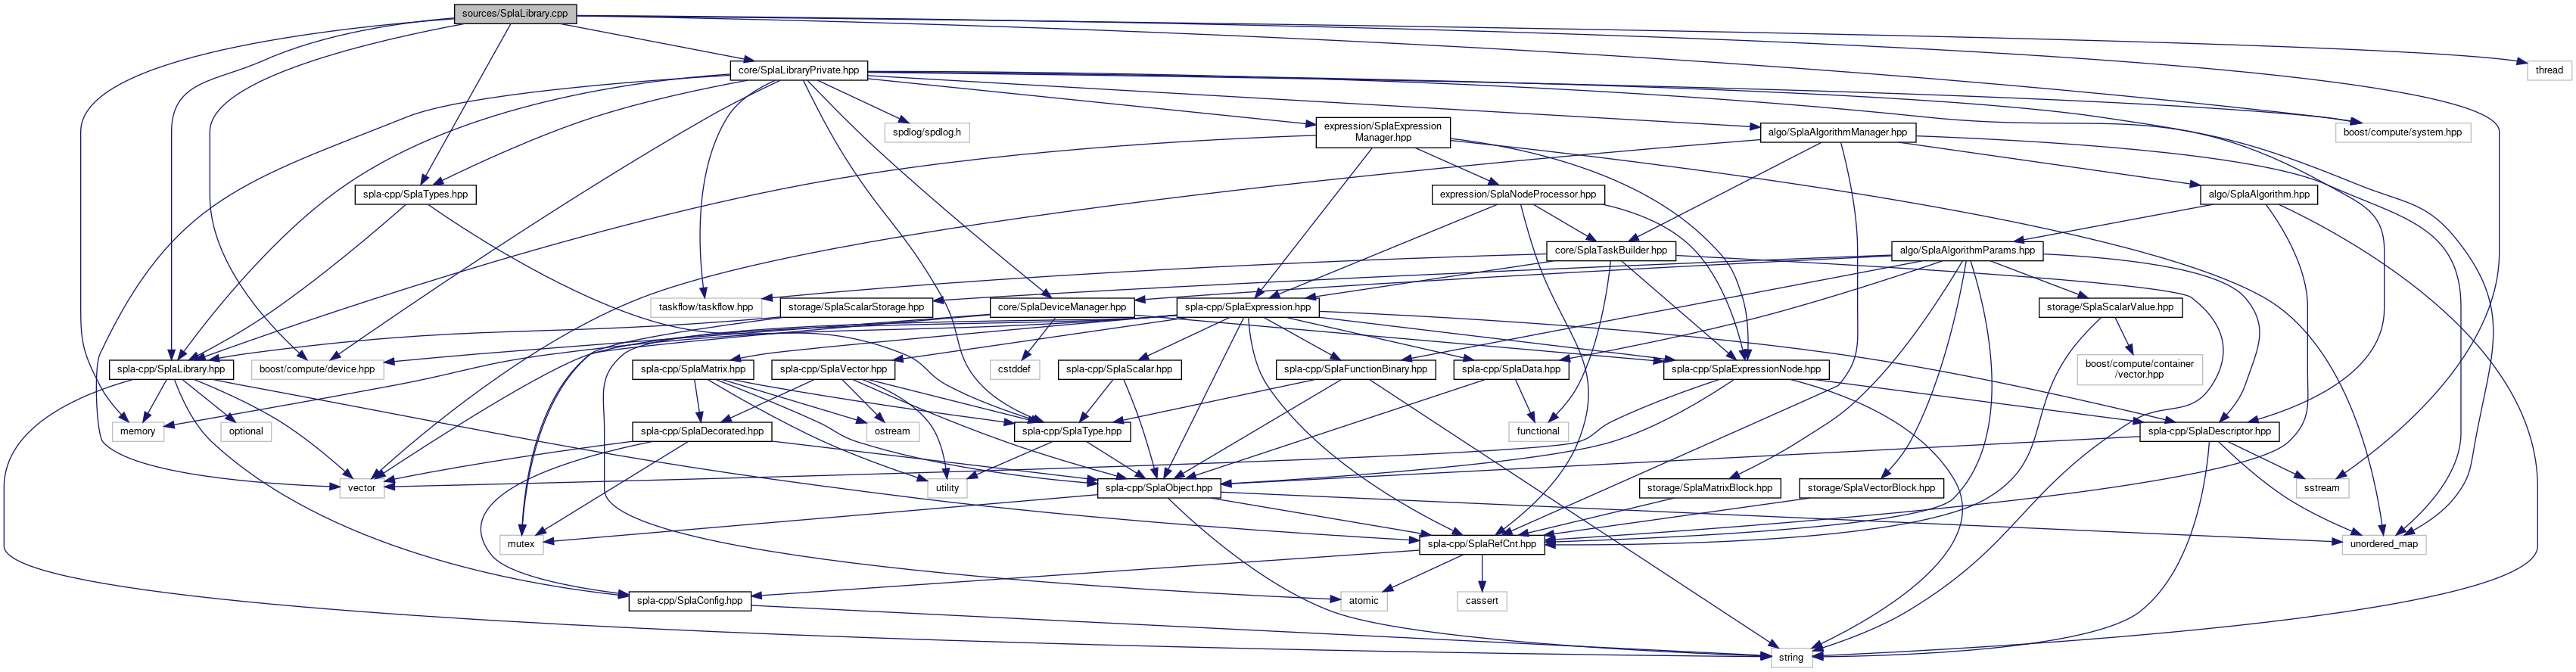 sources/SplaLibrary.cpp
core/SplaLibraryPrivate.hpp
thread
spdlog/spdlog.h
expression/SplaExpression
Manager.hpp
algo/SplaAlgorithmManager.hpp
boost/compute/system.hpp
spla-cpp/SplaTypes.hpp
expression/SplaNodeProcessor.hpp
algo/SplaAlgorithm.hpp
core/SplaTaskBuilder.hpp
algo/SplaAlgorithmParams.hpp
taskflow/taskflow.hpp
storage/SplaScalarStorage.hpp
core/SplaDeviceManager.hpp
spla-cpp/SplaExpression.hpp
storage/SplaScalarValue.hpp
spla-cpp/SplaLibrary.hpp
boost/compute/device.hpp
spla-cpp/SplaMatrix.hpp
spla-cpp/SplaVector.hpp
cstddef
spla-cpp/SplaScalar.hpp
spla-cpp/SplaFunctionBinary.hpp
spla-cpp/SplaData.hpp
spla-cpp/SplaExpressionNode.hpp
boost/compute/container
/vector.hpp
memory
optional
spla-cpp/SplaDecorated.hpp
ostream
spla-cpp/SplaType.hpp
functional
spla-cpp/SplaDescriptor.hpp
vector
utility
spla-cpp/SplaObject.hpp
storage/SplaMatrixBlock.hpp
storage/SplaVectorBlock.hpp
sstream
mutex
spla-cpp/SplaRefCnt.hpp
unordered_map
spla-cpp/SplaConfig.hpp
atomic
cassert
string